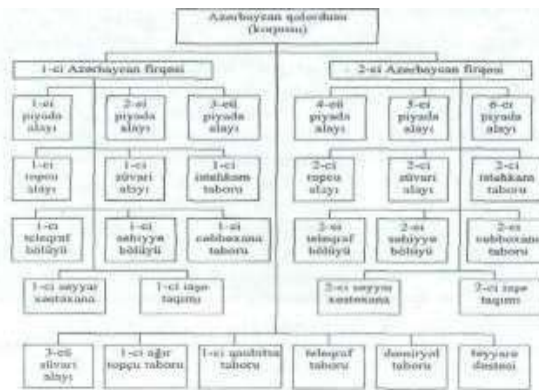 Azərbaycan qolordusu
(korpusu)
1-ci Azərbaycan firqəsi
2-ci Azərbaycan firqəsi
1-ci
piyada
alayı
2-ci
piyada
alayı
3-cü
piyada
alayı
4-cü
piyada
alayı
5-ci
piyada
alayı
6-cı
piyada
alayı
1-ci
topçu
alayı
1-ci
süvari
alayı
1-ci
istehkam
taboru
2-ci
topçu
alayı
2-ci
süvari
alayı
2-ci
istehkam
taboru
1-ci
teleqraf
bölüyü
1-ci
səhiyyə
bölüyü
1-ci
cəbbəxana
taboru
2-ci
teleqraf
bölüyü
2-ci
səhiyyə
bölüyü
2-ci
cəbbəxana
taboru
1-ci səyyar
xəstəxana
1-ci iaşə
taqımı
2-ci səyyar
xəstəxana
2-ci iaşə
taqımı
3-cü
süvari
alayı
1-ci ağır
topçu taboru
1-ci qaubitsa
taboru
teleqraf
taboru
dəmiryol
taboru
təyyarə
dəstəsi